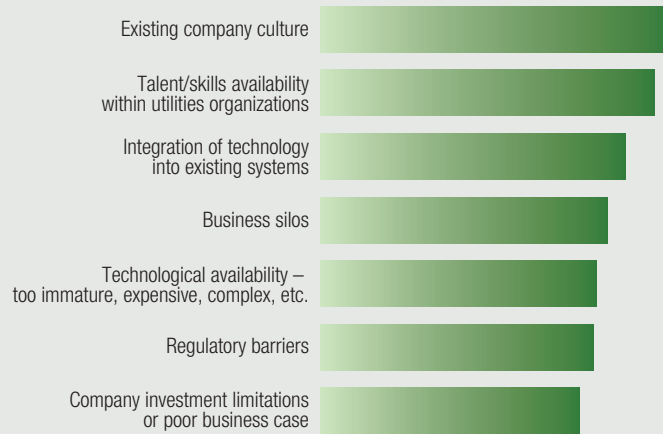 Existing company culture
Talent/skills availability
within utilities organizations
Integration of technology
into existing systems
Business silos
Technological availability –
too immature, expensive, complex, etc.
Regulatory barriers
Company investment limitations
or poor business case